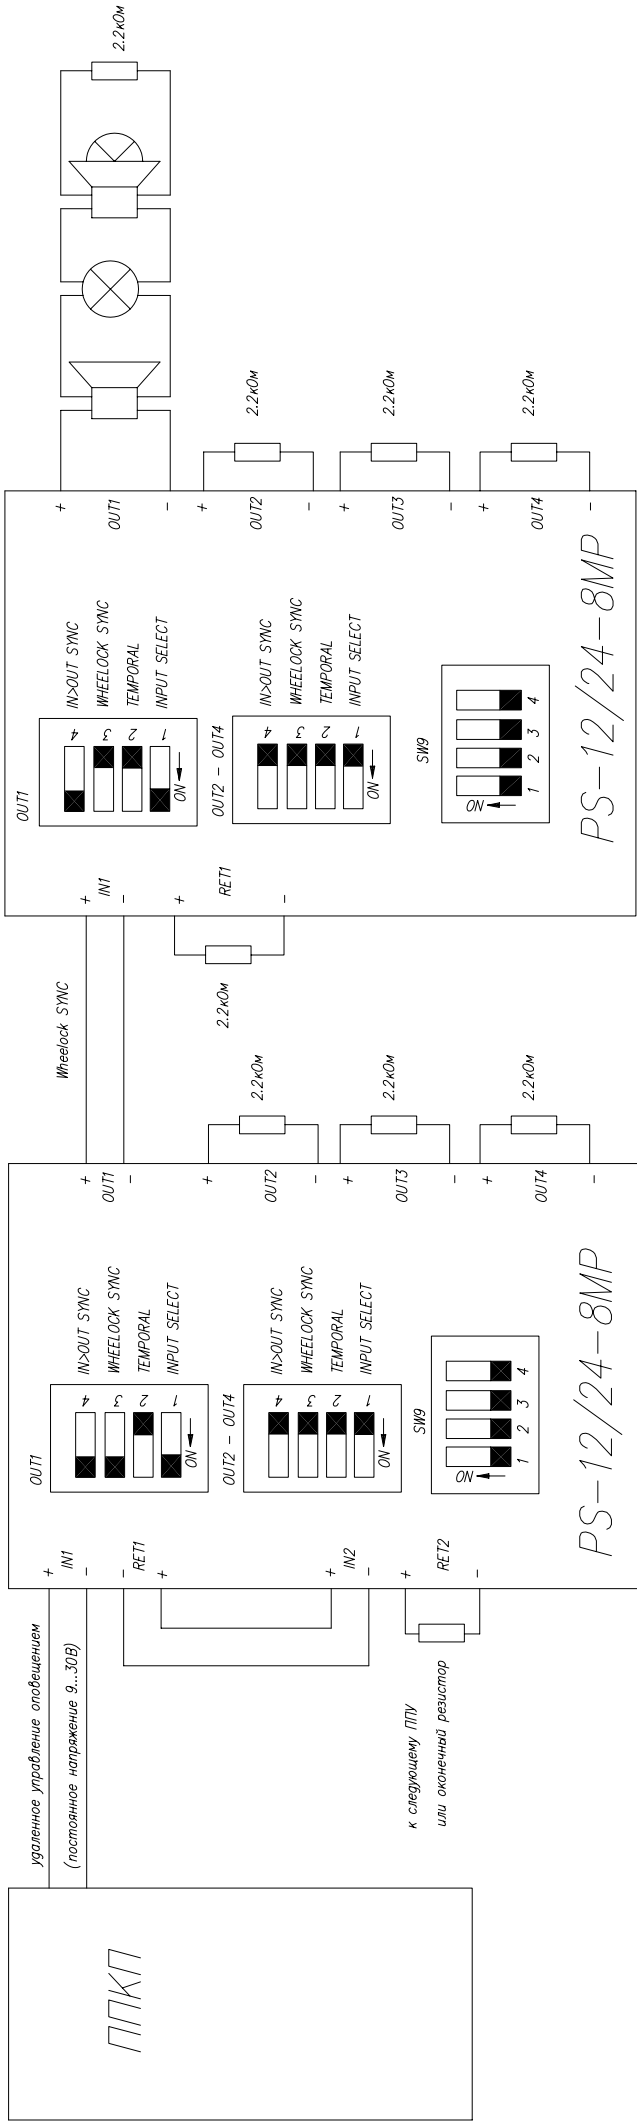 ППКП
удаленное управление оповещением
(постоянное напряжение 9...30В)
к следующему ППУ
или оконечный резистор
+
IN1
-
-
RET1
+
+
IN2
-
+
RET2
-
OUT1
4 IN>OUT SYNC
3 WHEELOCK SYNC
2 TEMPORAL
1 INPUT SELECT
ON
OUT2 - OUT4
4 IN>OUT SYNC
3 WHEELOCK SYNC
2 TEMPORAL
1 INPUT SELECT
ON
SW9
ON
1 2 3 4
PS-12/24-8MP
+
OUT1
-
+
OUT2
-
2.2кОм
+
OUT3
-
2.2кОм
+
OUT4
-
2.2кОм
Wheelock SYNC
+
IN1
-
+
RET1
-
2.2кОм
OUT1
4 IN>OUT SYNC
3 WHEELOCK SYNC
2 TEMPORAL
1 INPUT SELECT
ON
OUT2 - OUT4
4 IN>OUT SYNC
3 WHEELOCK SYNC
2 TEMPORAL
1 INPUT SELECT
ON
SW9
ON
1 2 3 4
PS-12/24-8MP
+
OUT1
-
2.2кОм
+
OUT2
-
2.2кОм
+
OUT3
-
2.2кОм
+
OUT4
-
2.2кОм